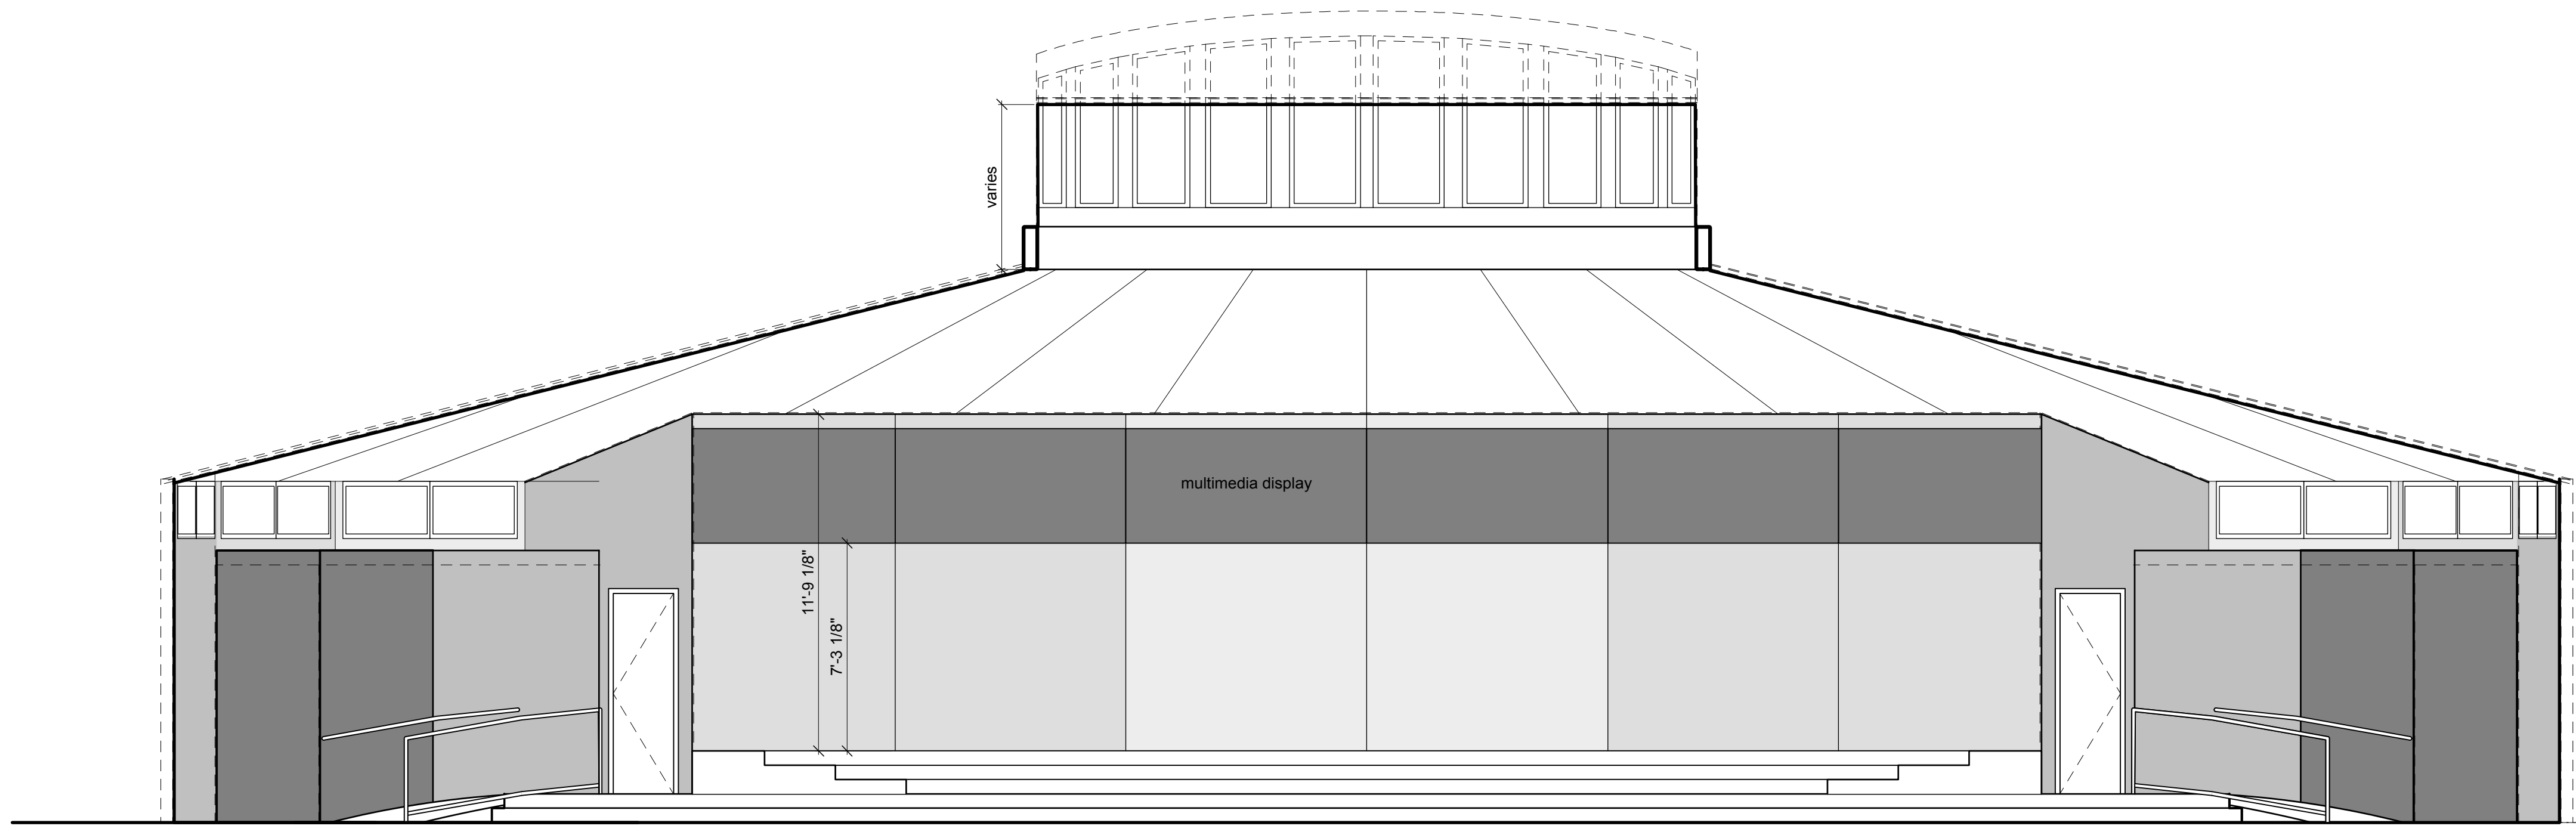 varies
multimedia display
11'-9 1/8"
7'-3 1/8"